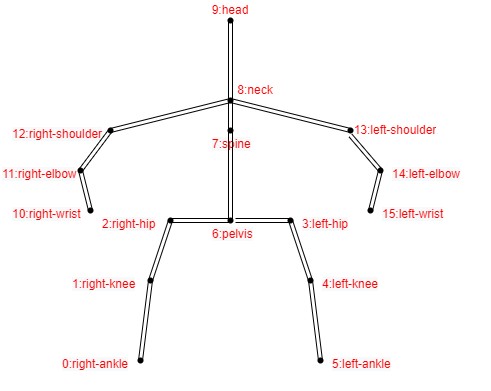 9:head
8:neck
12:right-shoulder
13:left-shoulder
7:spine
11:right-elbow
14:left-elbow
10:right-wrist
15:left-wrist
2:right-hip
3:left-hip
6:pelvis
1:right-knee
4:left-knee
0:right-ankle
5:left-ankle